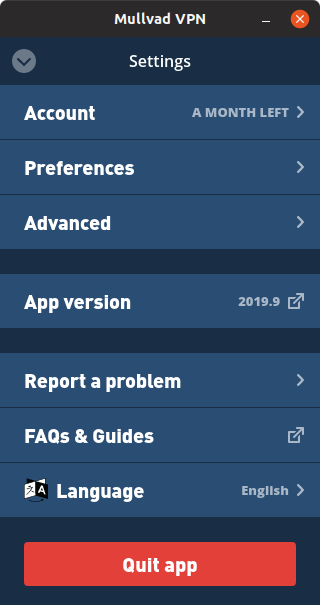 Mullvad VPN
Settings
Account A MONTH LEFT
Preferences
Advanced
App version 2019.9
Report a problem
FAQs & Guides
Language English
Quit app